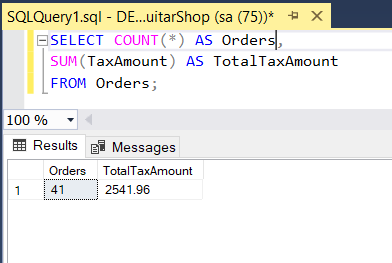 SQLQuery1.sql - DE...uitarShop (sa (75))*
SELECT COUNT(*) AS Orders,
SUM(TaxAmount) AS TotalTaxAmount
FROM Orders;
100 %
Results Messages
Orders TotalTaxAmount
1 41 2541.96